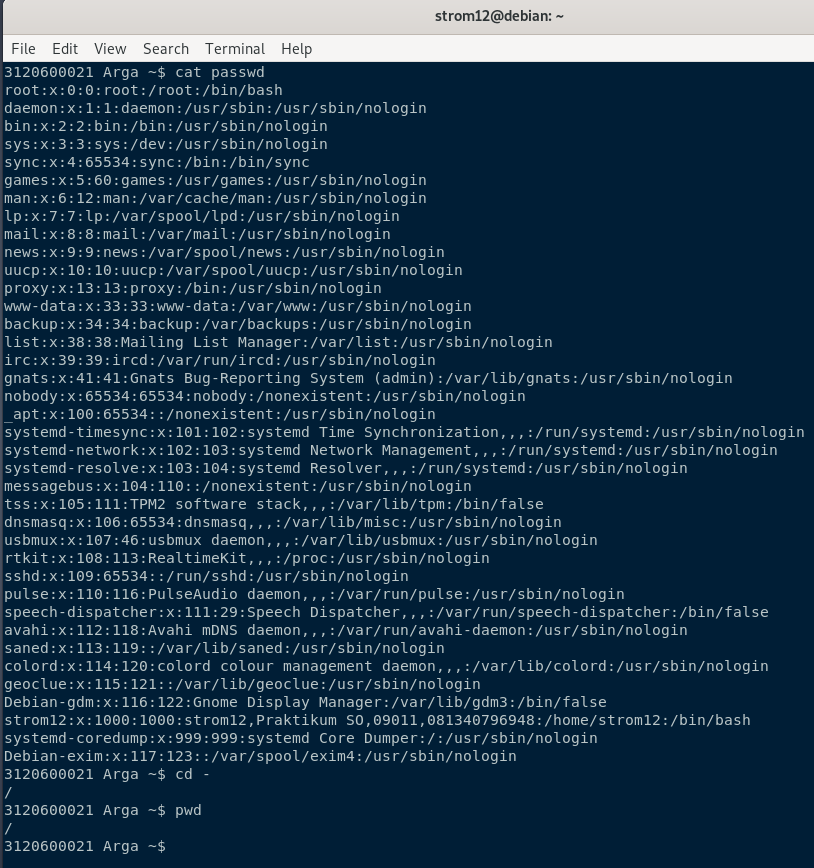 strom12@debian: ~
File Edit View Search Terminal Help
3120600021 Arga ~$ cat passwd
root:x:0:0:root:/root:/bin/bash
daemon:x:1:1:daemon:/usr/sbin:/usr/sbin/nologin
bin:x:2:2:bin:/bin:/usr/sbin/nologin
sys:x:3:3:sys:/dev:/usr/sbin/nologin
sync:x:4:65534:sync:/bin:/bin/sync
games:x:5:60:games:/usr/games:/usr/sbin/nologin
man:x:6:12:man:/var/cache/man:/usr/sbin/nologin
lp:x:7:7:lp:/var/spool/lpd:/usr/sbin/nologin
mail:x:8:8:mail:/var/mail:/usr/sbin/nologin
news:x:9:9:news:/var/spool/news:/usr/sbin/nologin
uucp:x:10:10:uucp:/var/spool/uucp:/usr/sbin/nologin
proxy:x:13:13:proxy:/bin:/usr/sbin/nologin
www-data:x:33:33:www-data:/var/www:/usr/sbin/nologin
backup:x:34:34:backup:/var/backups:/usr/sbin/nologin
list:x:38:38:Mailing List Manager:/var/list:/usr/sbin/nologin
irc:x:39:39:ircd:/var/run/ircd:/usr/sbin/nologin
gnats:x:41:41:Gnats Bug-Reporting System (admin):/var/lib/gnats:/usr/sbin/nologin
nobody:x:65534:65534:nobody:/nonexistent:/usr/sbin/nologin
_apt:x:100:65534::/nonexistent:/usr/sbin/nologin
systemd-timesync:x:101:102:systemd Time Synchronization,,,:/run/systemd:/usr/sbin/nologin
systemd-network:x:102:103:systemd Network Management,,,:/run/systemd:/usr/sbin/nologin
systemd-resolve:x:103:104:systemd Resolver,,,:/run/systemd:/usr/sbin/nologin
messagebus:x:104:110::/nonexistent:/usr/sbin/nologin
tss:x:105:111:TPM2 software stack,,,:/var/lib/tpm:/bin/false
dnsmasq:x:106:65534:dnsmasq,,,:/var/lib/misc:/usr/sbin/nologin
usbmux:x:107:46:usbmux daemon,,,:/var/lib/usbmux:/usr/sbin/nologin
rtkit:x:108:113:RealtimeKit,,,:/proc:/usr/sbin/nologin
sshd:x:109:65534::/run/sshd:/usr/sbin/nologin
pulse:x:110:116:PulseAudio daemon,,,:/var/run/pulse:/usr/sbin/nologin
speech-dispatcher:x:111:29:Speech Dispatcher,,,:/var/run/speech-dispatcher:/bin/false
avahi:x:112:118:Avahi mDNS daemon,,,:/var/run/avahi-daemon:/usr/sbin/nologin
saned:x:113:119::/var/lib/saned:/usr/sbin/nologin
colord:x:114:120:colord colour management daemon,,,:/var/lib/colord:/usr/sbin/nologin
geoclue:x:115:121::/var/lib/geoclue:/usr/sbin/nologin
Debian-gdm:x:116:122:Gnome Display Manager:/var/lib/gdm3:/bin/false
strom12:x:1000:1000:strom12,Praktikum SO,09011,081340796948:/home/strom12:/bin/bash
systemd-coredump:x:999:999:systemd Core Dumper:/:/usr/sbin/nologin
Debian-exim:x:117:123::/var/spool/exim4:/usr/sbin/nologin
3120600021 Arga ~$ cd -
/
3120600021 Arga ~$ pwd
/
3120600021 Arga ~$